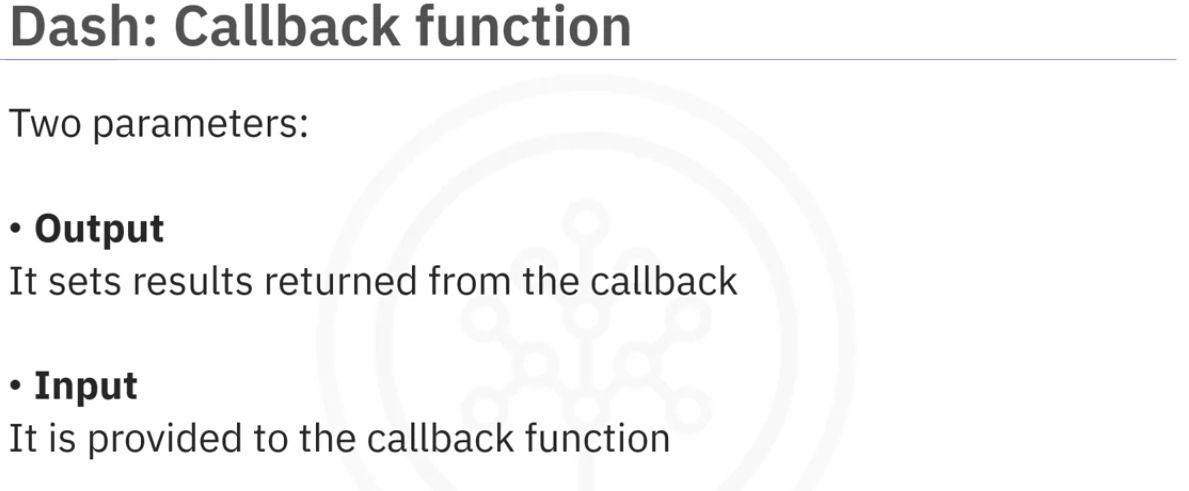 Dash: Callback function
Two parameters:
• Output
It sets results returned from the callback
• Input
It is provided to the callback function